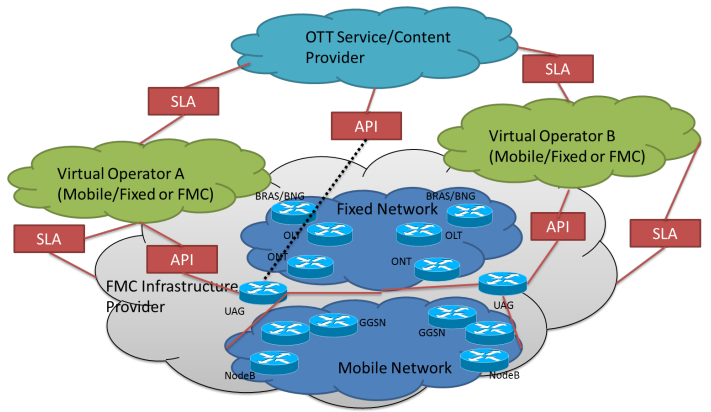 OTT Service/Content
Provider
SLA
SLA
API
Virtual Operator B
(Mobile/Fixed or FMC)
Virtual Operator A
(Mobile/Fixed or FMC)
BRAS/BNG
BRAS/BNG
Fixed Network
OLT
OLT
SLA
API
SLA
API
ONT
ONT
FMC Infrastructure
Provider
UAG
UAG
GGSN
GGSN
Mobile Network
NodeB
NodeB